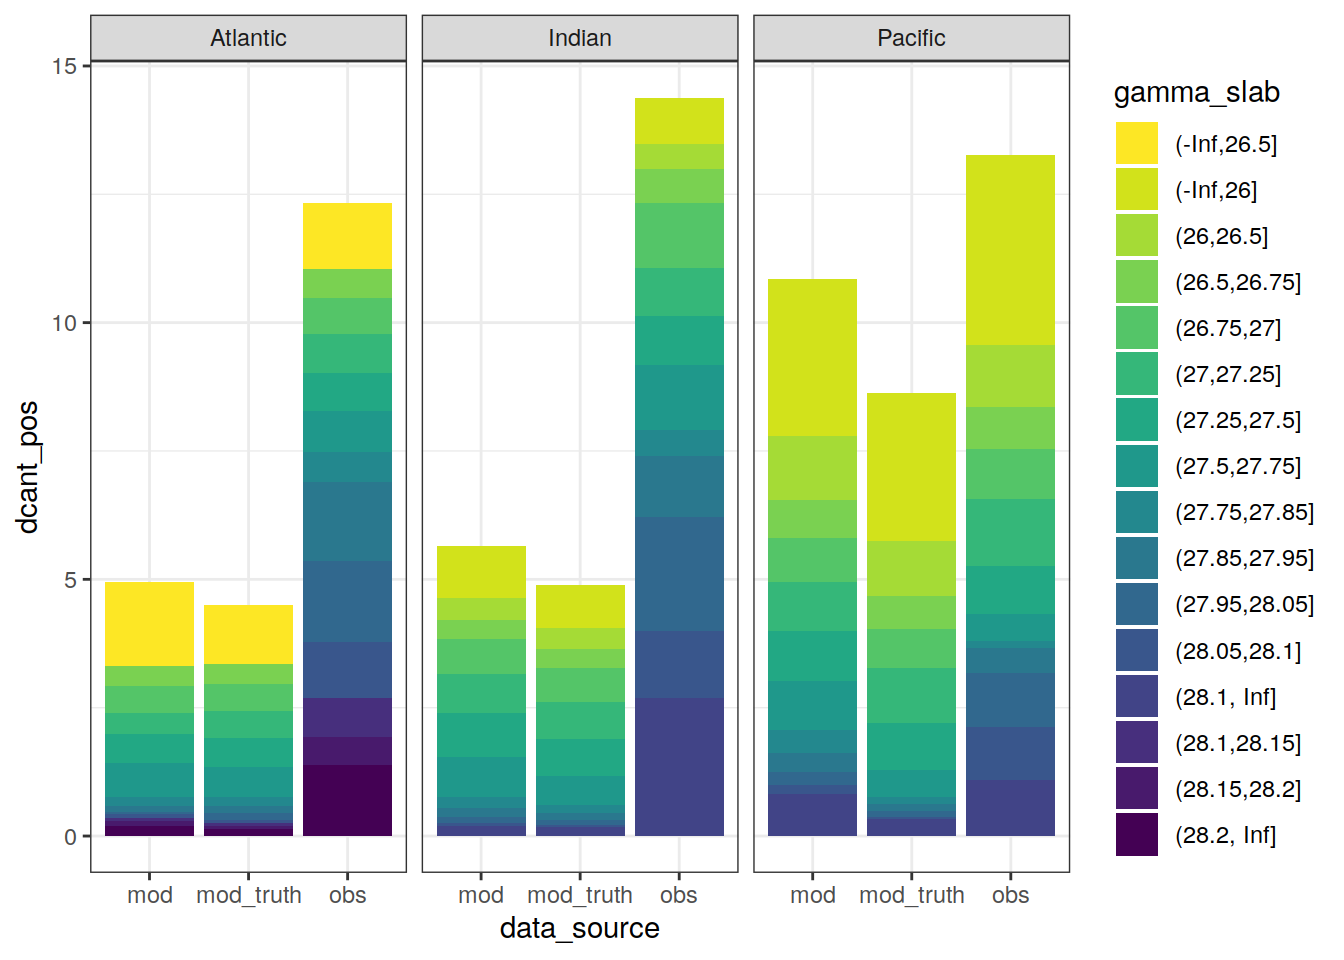 Atlantic Indian Pacific
15
10
5
0
dcant_pos
mod mod_truth obs mod mod_truth obs mod mod_truth obs
data_source
gamma_slab
(-Inf,26.5]
(-Inf,26]
(26,26.5]
(26.5,26.75]
(26.75,27]
(27,27.25]
(27.25,27.5]
(27.5,27.75]
(27.75,27.85]
(27.85,27.95]
(27.95,28.05]
(28.05,28.1]
(28.1, Inf]
(28.1,28.15]
(28.15,28.2]
(28.2, Inf]